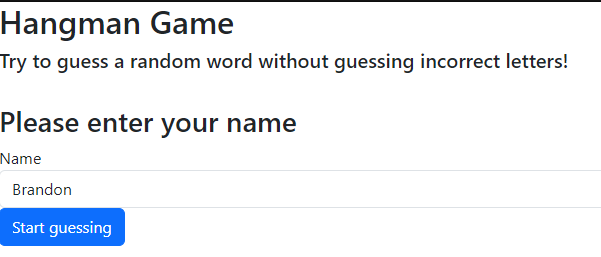 Hangman Game
Try to guess a random word without guessing incorrect letters!
Please enter your name
Name
Brandon
Start guessing